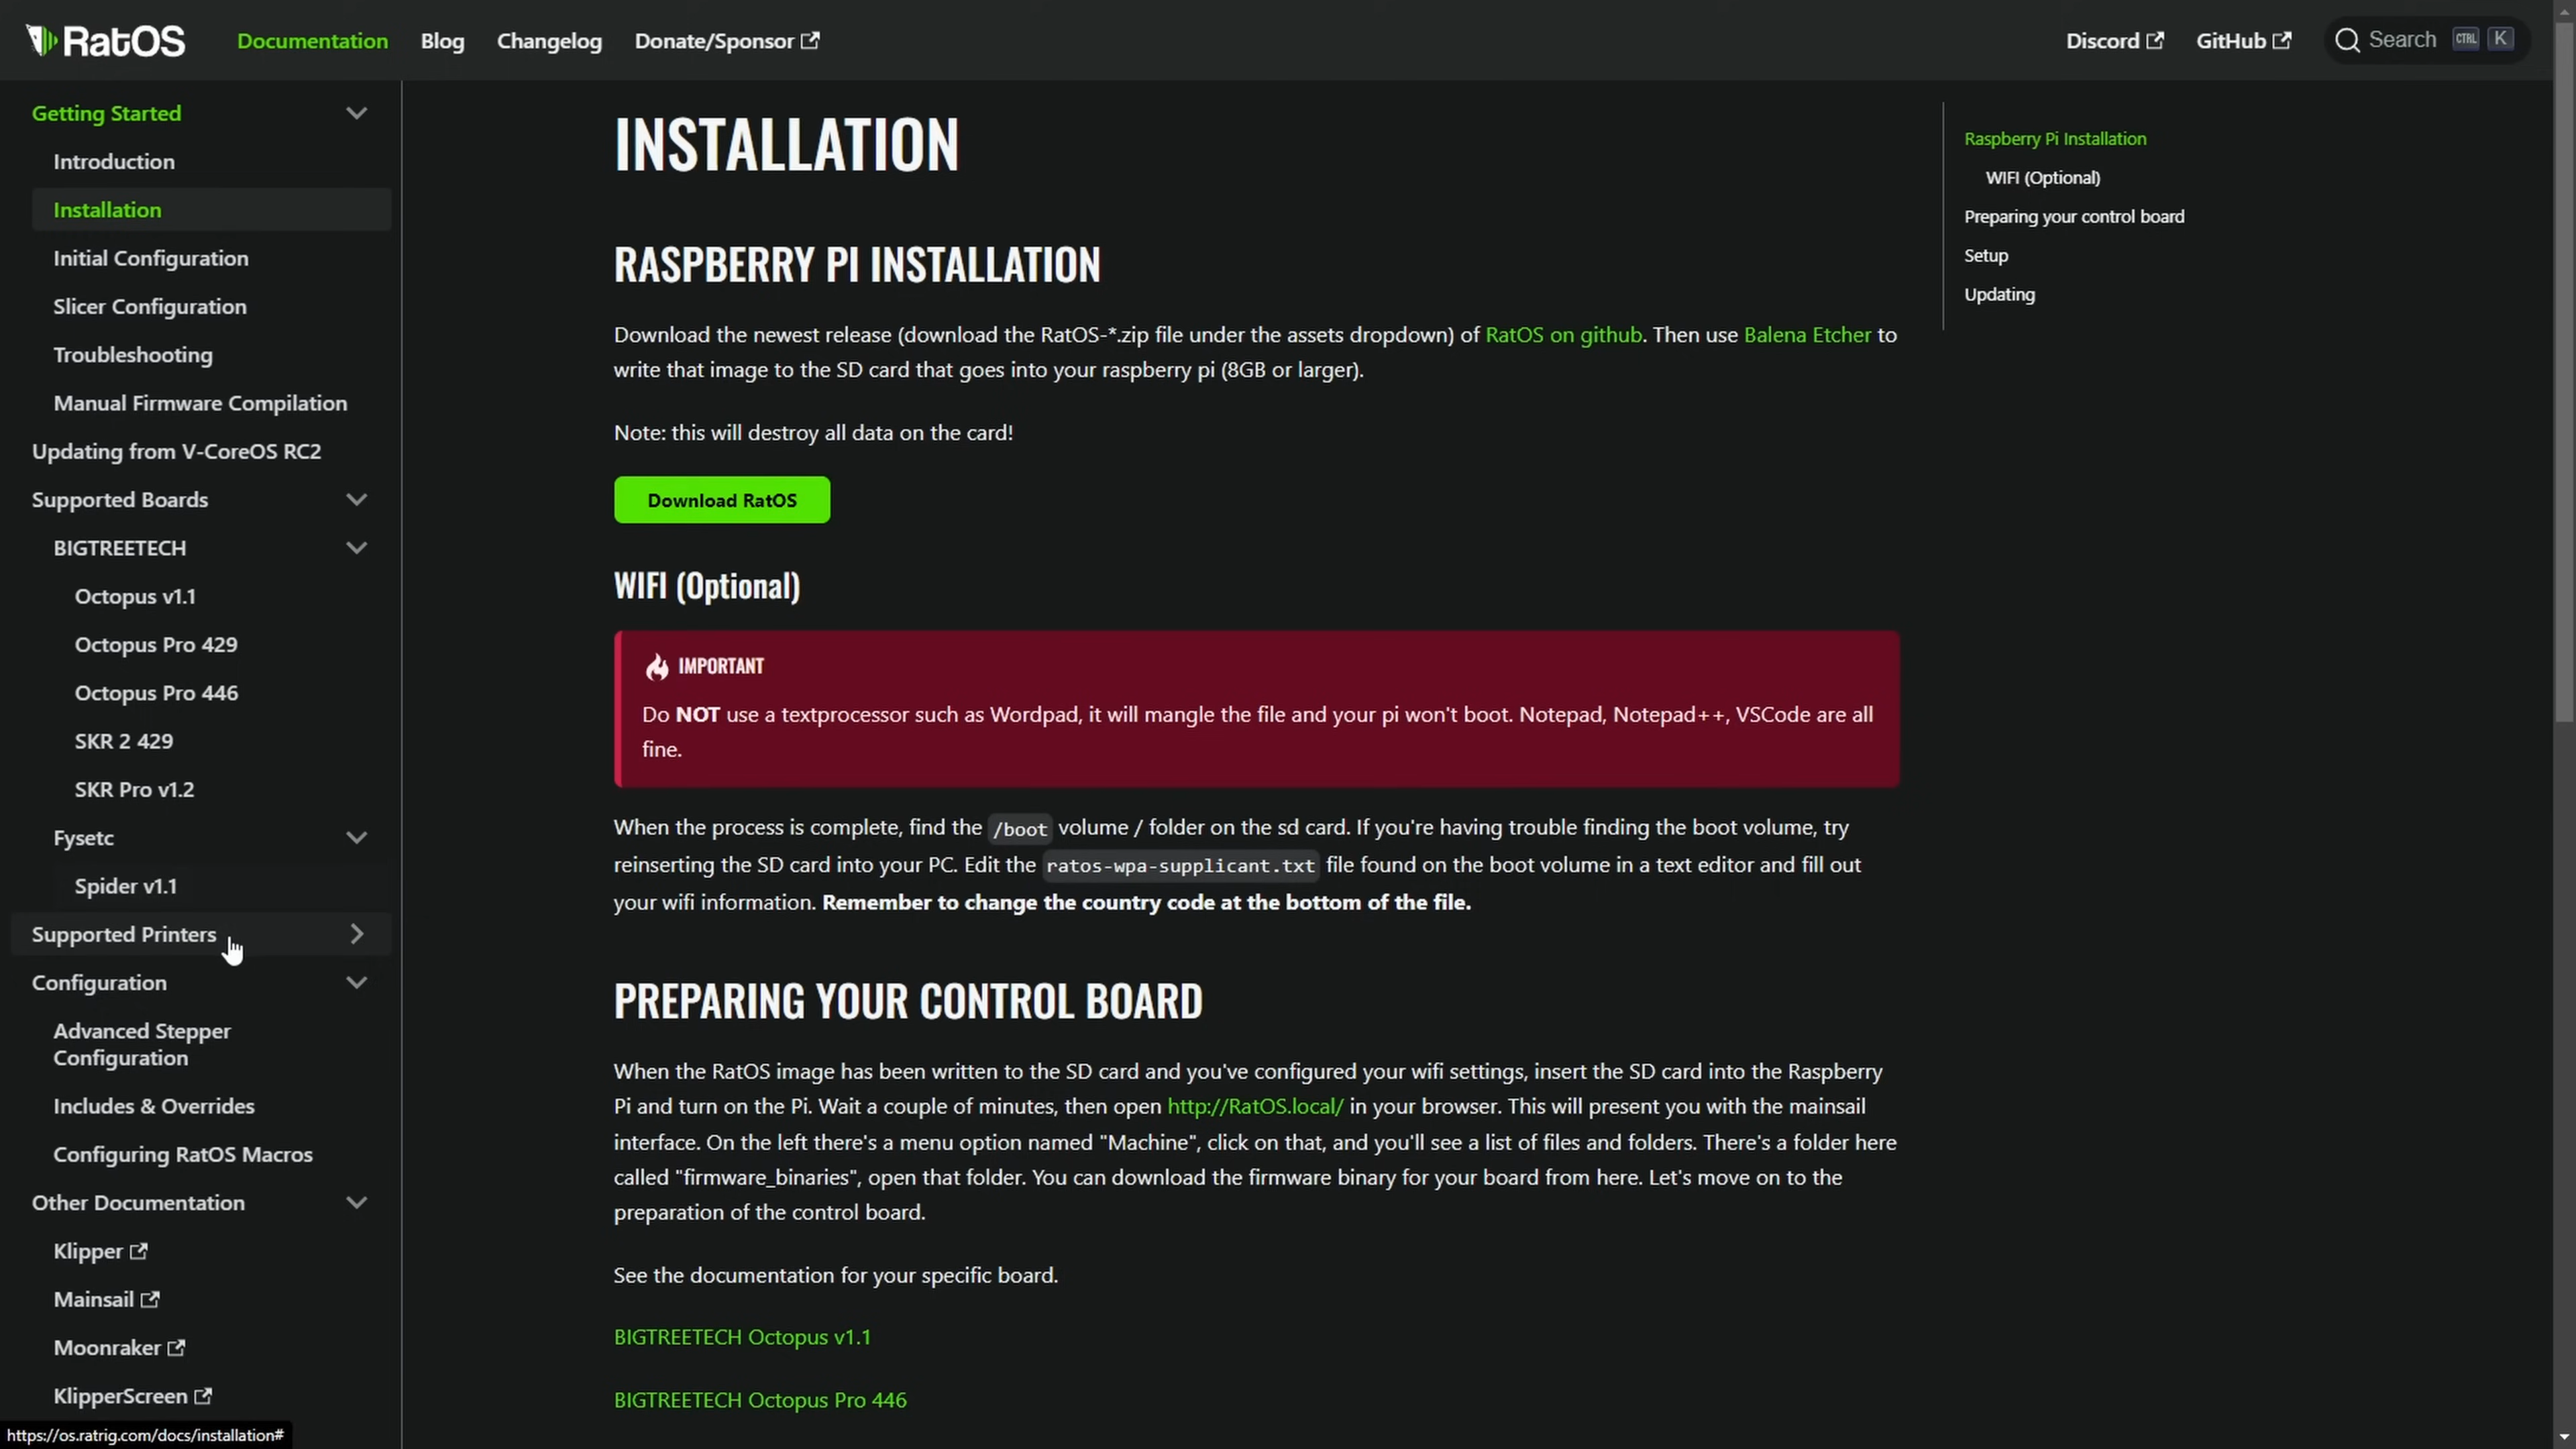 RatOS
Documentation
Blog
Changelog
Donate/Sponsor
Discord
GitHub
Search CTRL K
Getting Started
Introduction
Installation
Initial Configuration
Slicer Configuration
Troubleshooting
Manual Firmware Compilation
Updating from V-CoreOS RC2
Supported Boards
BIGTREETECH
Octopus v1.1
Octopus Pro 429
Octopus Pro 446
SKR 2 429
SKR Pro v1.2
Fysetc
Spider v1.1
Supported Printers
Configuration
Advanced Stepper
Configuration
Includes & Overrides
Configuring RatOS Macros
Other Documentation
Klipper
Mainsail
Moonraker
KlipperScreen
https://os.ratrig.com/docs/installation#
INSTALLATION
RASPBERRY PI INSTALLATION
Download the newest release (download the RatOS-*.zip file under the assets dropdown) of RatOS on github. Then use Balena Etcher to
write that image to the SD card that goes into your raspberry pi (8GB or larger).
Note: this will destroy all data on the card!
Download RatOS
WIFI (Optional)
IMPORTANT
Do NOT use a textprocessor such as Wordpad, it will mangle the file and your pi won't boot. Notepad, Notepad++, VSCode are all
fine.
When the process is complete, find the /boot volume / folder on the sd card. If you're having trouble finding the boot volume, try
reinserting the SD card into your PC. Edit the ratos-wpa-supplicant.txt file found on the boot volume in a text editor and fill out
your wifi information. Remember to change the country code at the bottom of the file.
PREPARING YOUR CONTROL BOARD
When the RatOS image has been written to the SD card and you've configured your wifi settings, insert the SD card into the Raspberry
Pi and turn on the Pi. Wait a couple of minutes, then open http://RatOS.local/ in your browser. This will present you with the mainsail
interface. On the left there's a menu option named "Machine", click on that, and you'll see a list of files and folders. There's a folder here
called "firmware_binaries", open that folder. You can download the firmware binary for your board from here. Let's move on to the
preparation of the control board.
See the documentation for your specific board.
BIGTREETECH Octopus v1.1
BIGTREETECH Octopus Pro 446
Raspberry Pi Installation
WIFI (Optional)
Preparing your control board
Setup
Updating